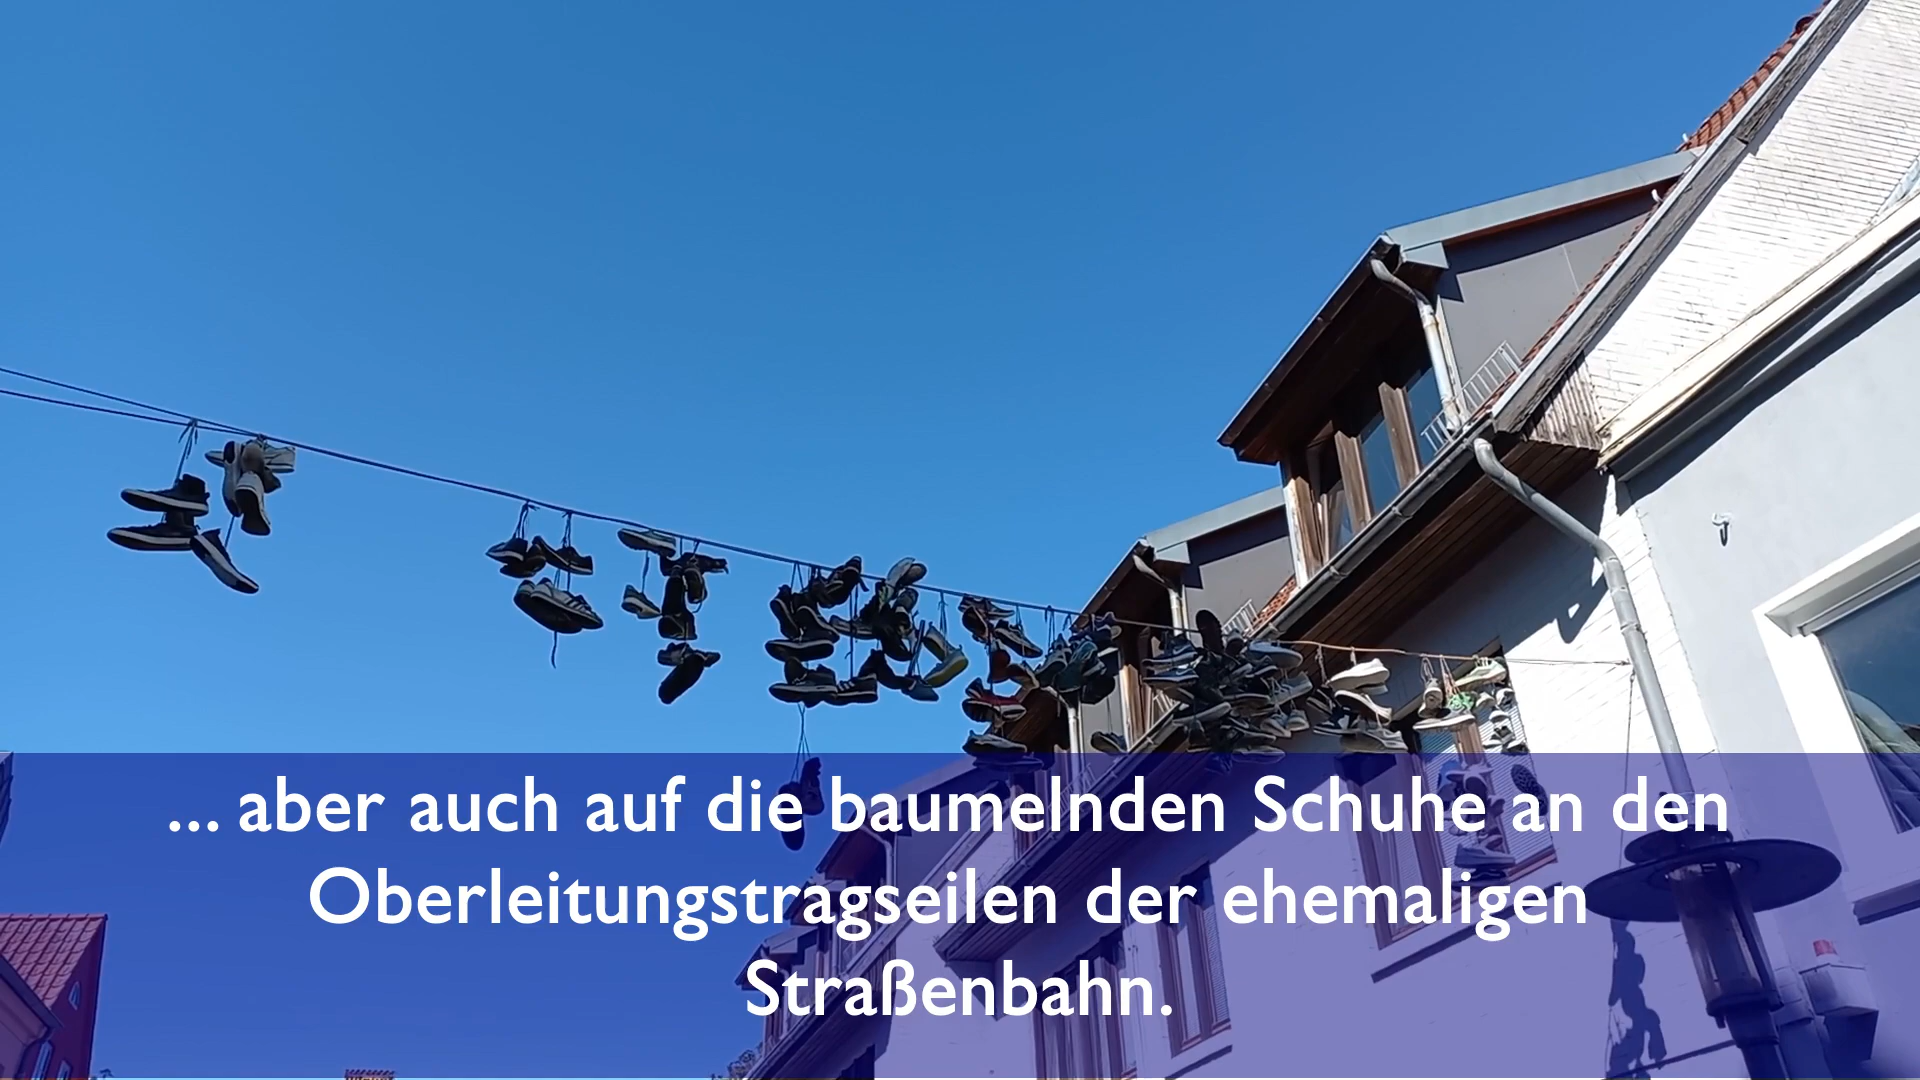 ... aber auch auf die baumelnden Schuhe an den
Oberleitungstragseilen der ehemaligen
Straßenbahn.